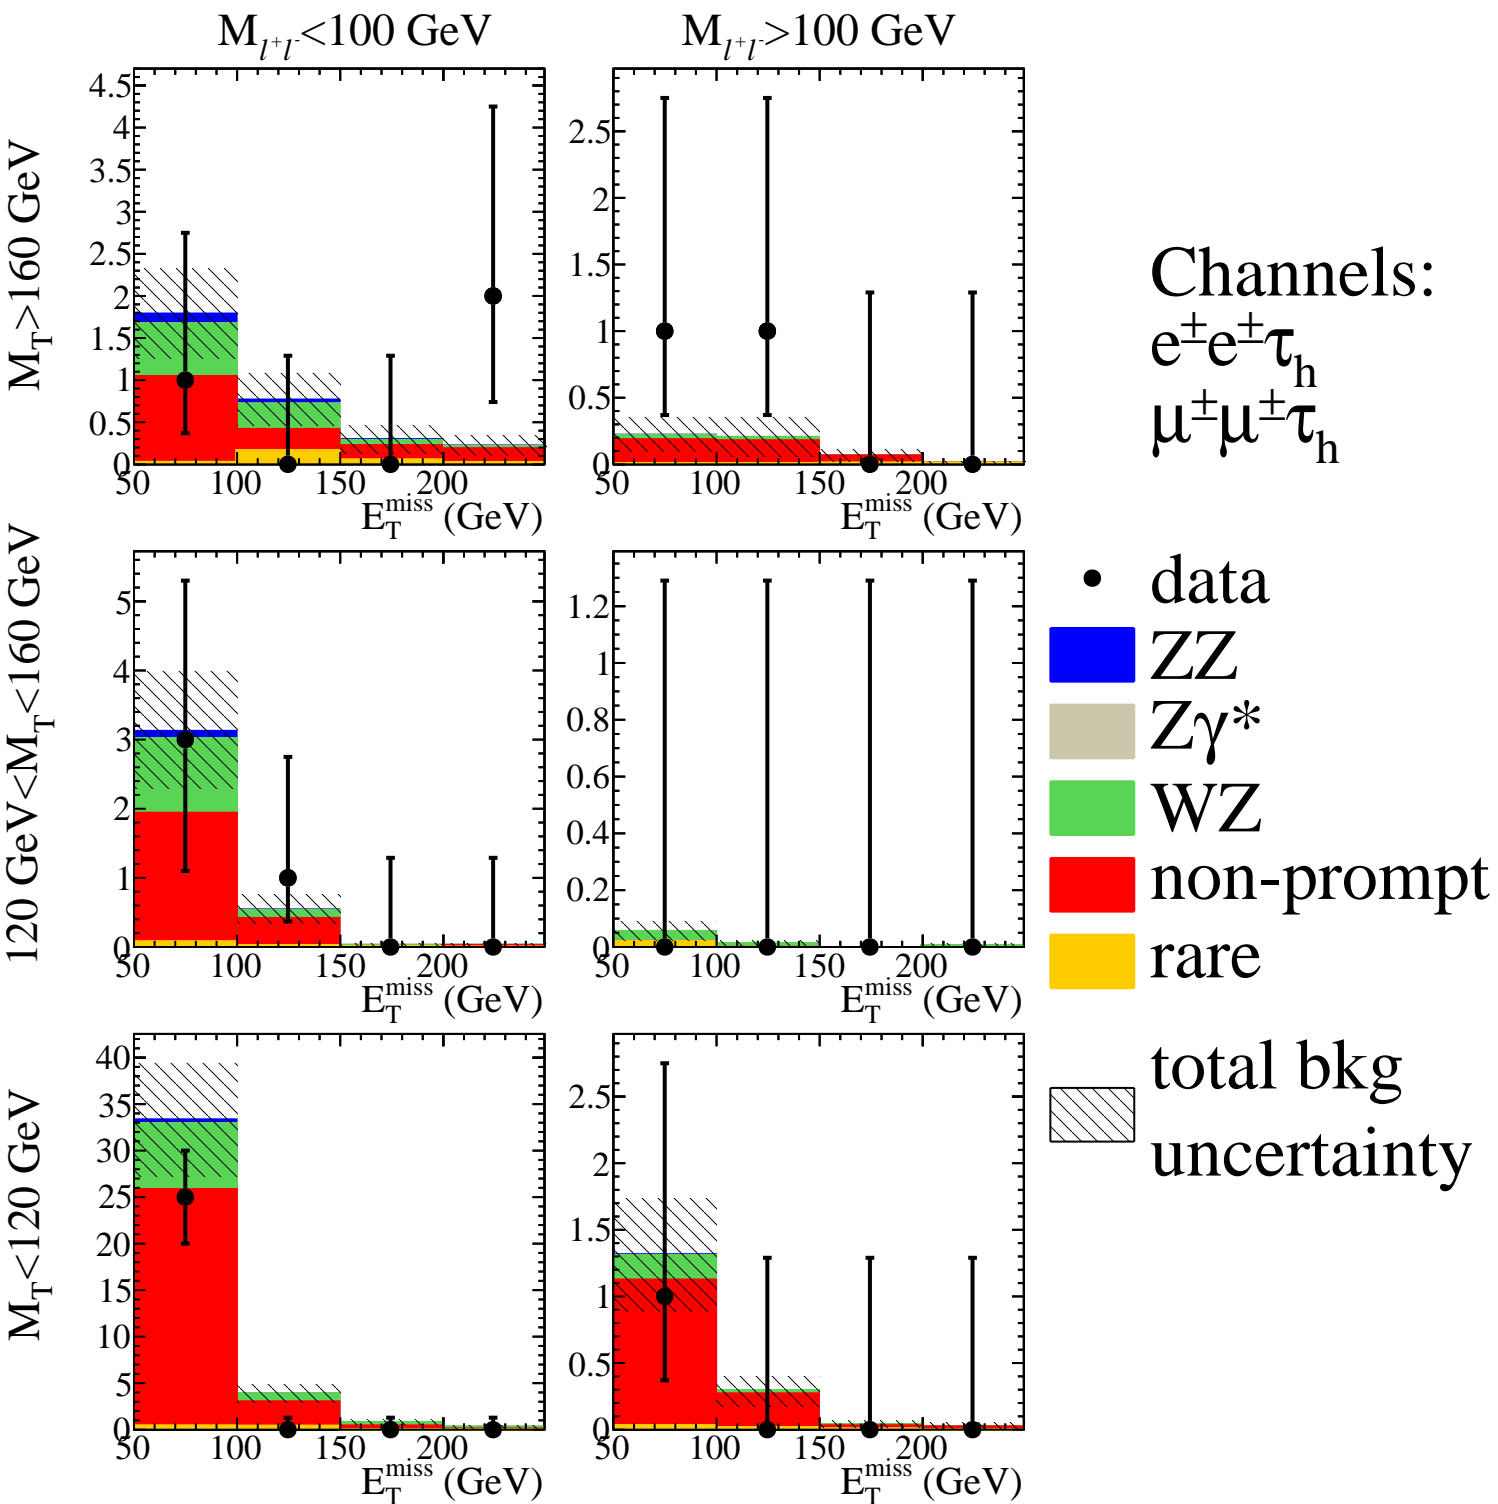 M_{l⁺l⁻}<100 GeV
M_{l⁺l⁻}>100 GeV
M_T>160 GeV
4.5
4
3.5
3
2.5
2
1.5
1
0.5
0
50 100 150 200
E_T^miss (GeV)
2.5
2
1.5
1
0.5
0
50 100 150 200
E_T^miss (GeV)
Channels:
e±e±τ_h
μ±μ±τ_h
120 GeV<M_T<160 GeV
5
4
3
2
1
0
50 100 150 200
E_T^miss (GeV)
1.2
1
0.8
0.6
0.4
0.2
0
50 100 150 200
E_T^miss (GeV)
data
ZZ
Zγ*
WZ
non-prompt
rare
total bkg
uncertainty
M_T<120 GeV
40
35
30
25
20
15
10
5
0
50 100 150 200
E_T^miss (GeV)
2.5
2
1.5
1
0.5
0
50 100 150 200
E_T^miss (GeV)